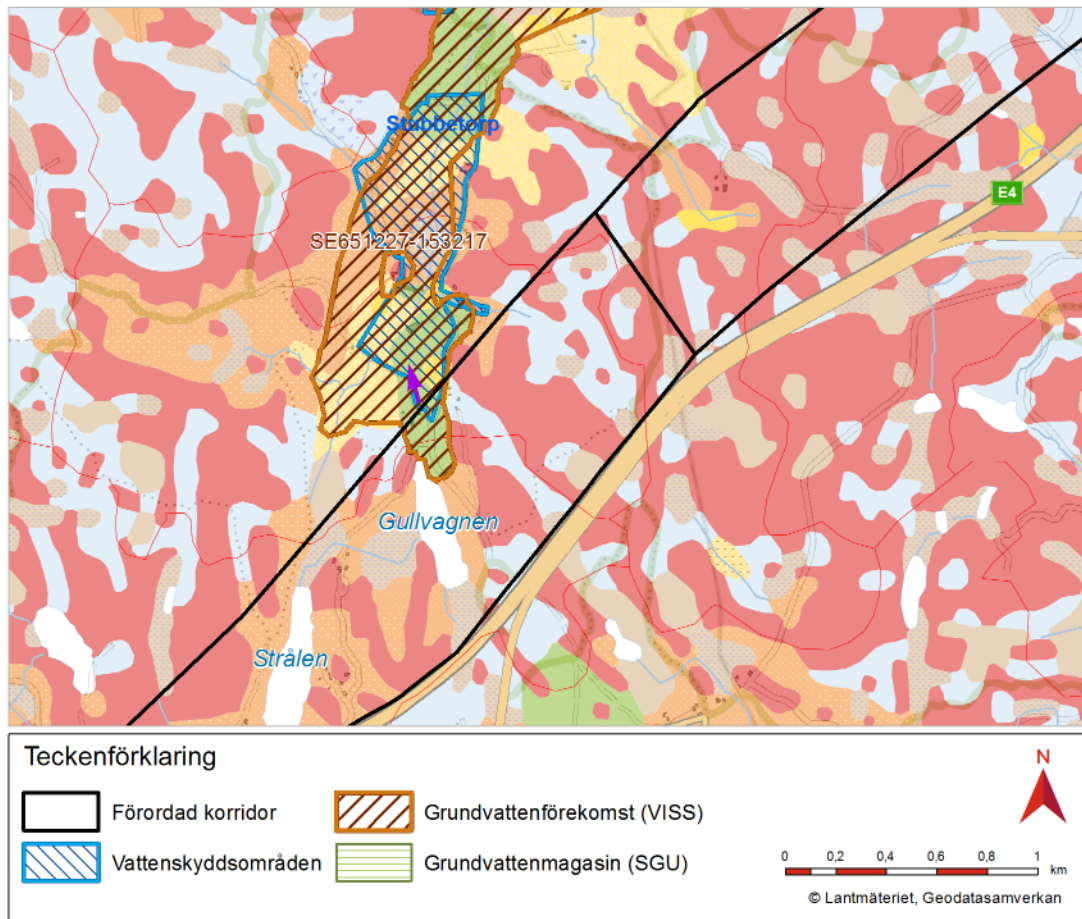 Stubbetorp
E4
SE651227-153217
Gullvagnen
Strålen
Teckenförklaring
Förordad korridor
Grundvattenförekomst (VISS)
Vattenskyddsområden
Grundvattenmagasin (SGU)
N
0 0,2 0,4 0,6 0,8 1
km
© Lantmäteriet, Geodatasamverkan